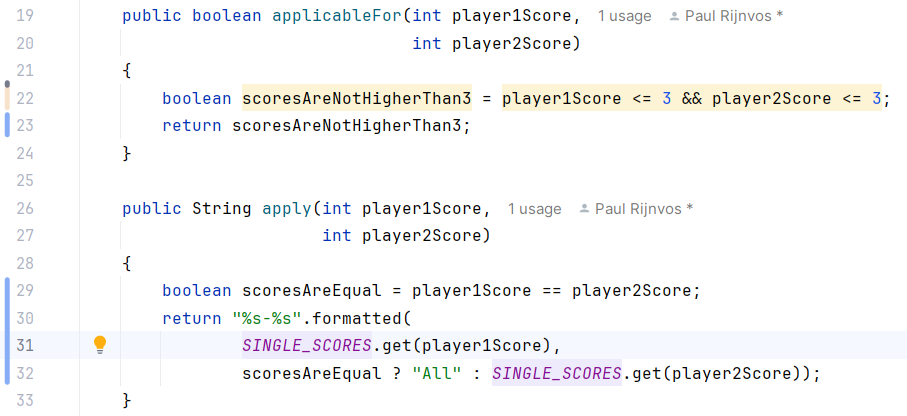 19 public boolean applicableFor(int player1Score, 1 usage Paul Rijnvos *
20 int player2Score)
21 {
22 boolean scoresAreNotHigherThan3 = player1Score <= 3 && player2Score <= 3;
23 return scoresAreNotHigherThan3;
24 }
25
26 public String apply(int player1Score, 1 usage Paul Rijnvos *
27 int player2Score)
28 {
29 boolean scoresAreEqual = player1Score == player2Score;
30 return "%s-%s".formatted(
31 SINGLE_SCORES.get(player1Score),
32 scoresAreEqual ? "All" : SINGLE_SCORES.get(player2Score));
33 }